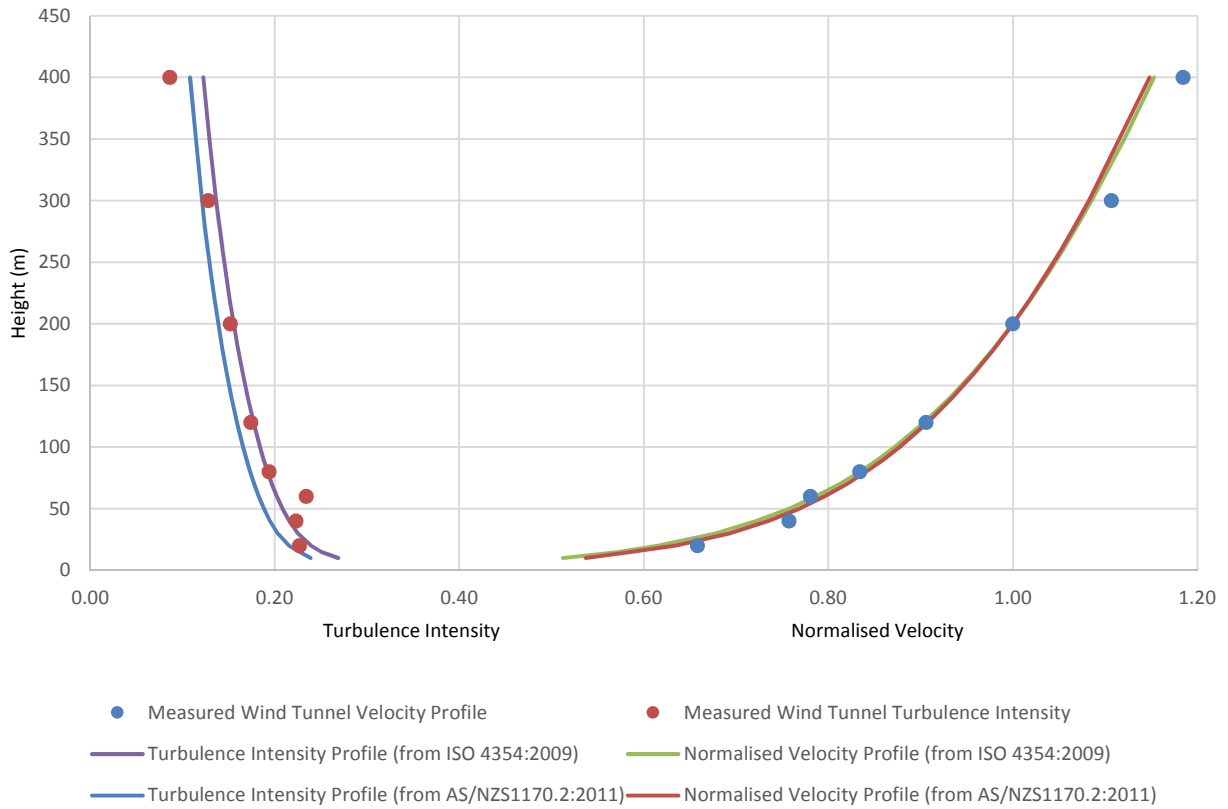 450
400
350
300
250
200
150
100
50
0
Height (m)
0.00 0.20 0.40 0.60 0.80 1.00 1.20
Turbulence Intensity Normalised Velocity
Measured Wind Tunnel Velocity Profile Measured Wind Tunnel Turbulence Intensity
Turbulence Intensity Profile (from ISO 4354:2009) Normalised Velocity Profile (from ISO 4354:2009)
Turbulence Intensity Profile (from AS/NZS1170.2:2011) Normalised Velocity Profile (from AS/NZS1170.2:2011)